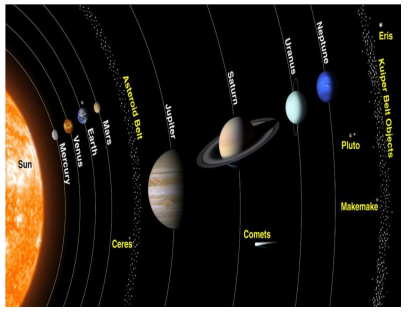 Sun
Mercury
Venus
Earth
Mars
Asteroid Belt
Ceres
Jupiter
Saturn
Comets
Uranus
Neptune
Pluto
Makemake
Eris
Kuiper Belt Objects